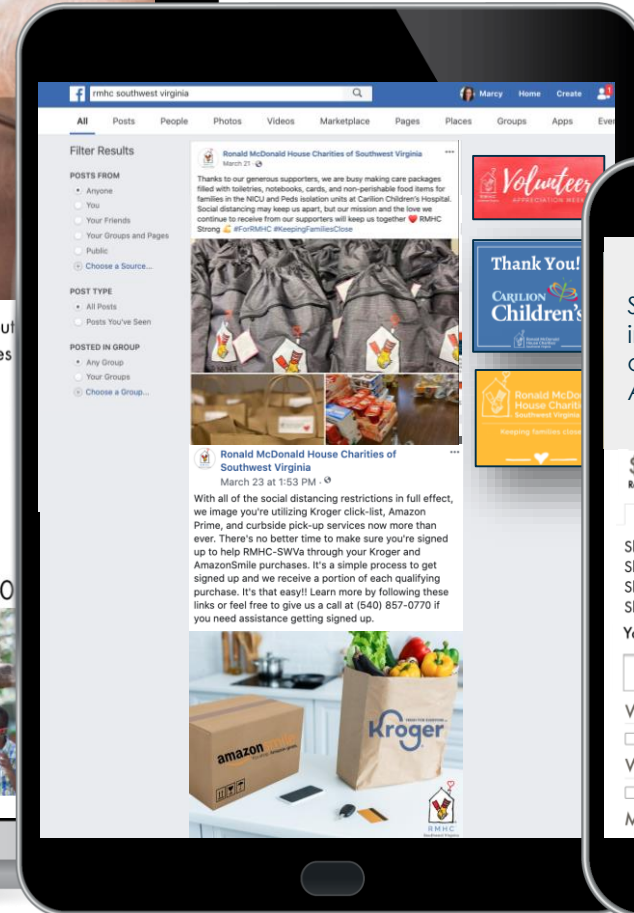 rmhc southwest virginia
Marcy Home Create
1
All Posts People Photos Videos Marketplace Pages Places Groups Apps
Filter Results
POSTS FROM
Anyone
You
Your Friends
Your Groups and Pages
Public
Choose a Source...
POST TYPE
All Posts
Posts You've Seen
POSTED IN GROUP
Any Group
Your Groups
Choose a Group...
Ronald McDonald House Charities of Southwest Virginia
March 21
Thanks to our generous supporters, we are busy making care packages
filled with toiletries, notebooks, cards, and non-perishable food items for
families in the NICU and Peds isolation units at Carilion Children's Hospital.
Social distancing may keep us apart, but our mission and the love we
continue to receive from our supporters will keep us together ❤️ RMHC
Strong 💪 #ForRMHC #KeepingFamiliesClose
Ronald McDonald House Charities of
Southwest Virginia
March 23 at 1:53 PM ·
With all of the social distancing restrictions in full effect,
we image you're utilizing Kroger click-list, Amazon
Prime, and curbside pick-up services now more than
ever. There's no better time to make sure you're signed
up to help RMHC-SWVa through your Kroger and
AmazonSmile purchases. It's a simple process to get
signed up and we receive a portion of each qualifying
purchase. It's that easy!! Learn more by following these
links or feel free to give us a call at (540) 857-0770 if
you need assistance getting signed up.
amazon
Kroger
RMHC
Southwest Virginia
Volunteer
APPRECIATION WEEK
Thank You!
CARILION
Children's
Ronald McDo
House Chariti
Southwest Virginia
Keeping families close